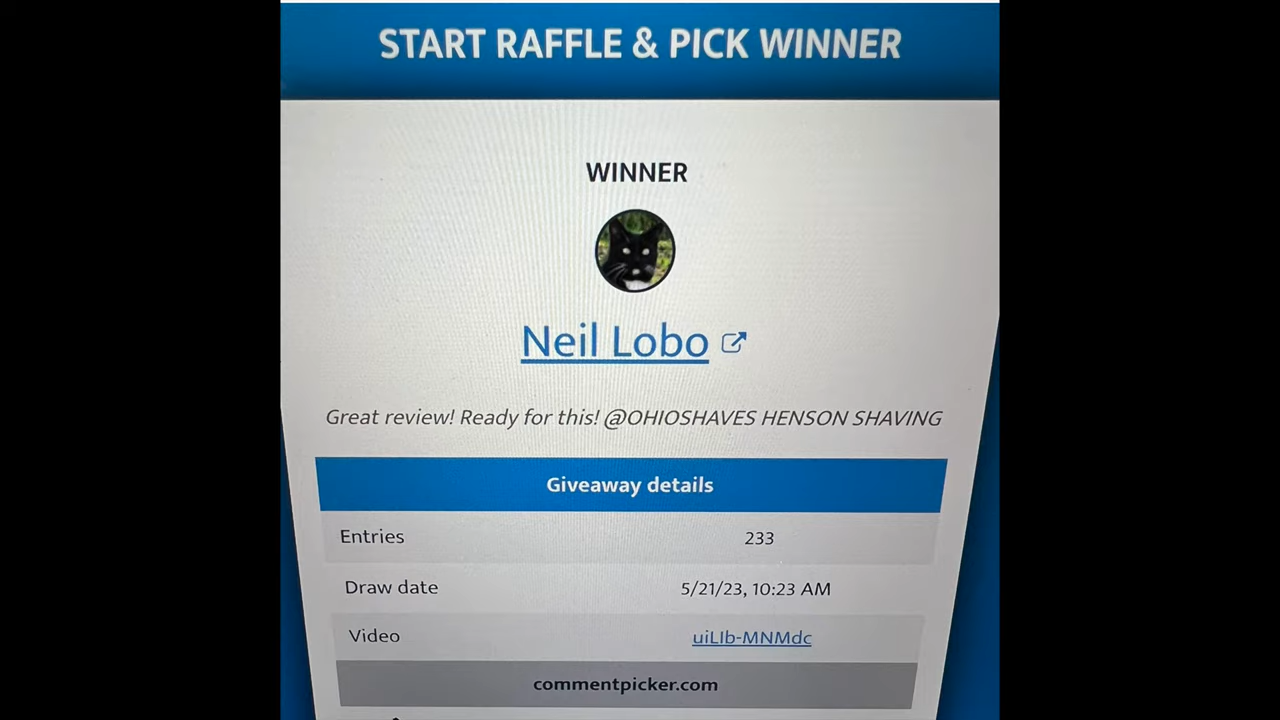 START RAFFLE & PICK WINNER
WINNER
Neil Lobo
Great review! Ready for this! @OHIOSHAVES HENSON SHAVING
Giveaway details
Entries 233
Draw date 5/21/23, 10:23 AM
Video uiLIb-MNMdc
commentpicker.com